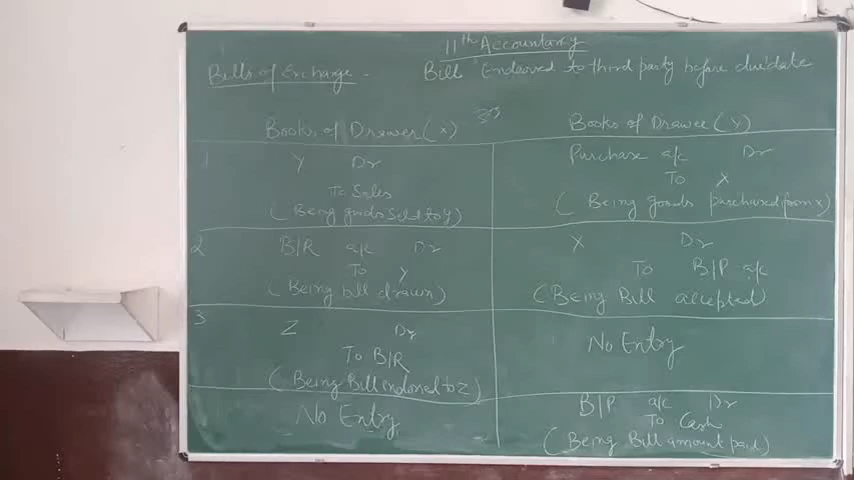 11th Accountancy
Bills of Exchange -
Bill Endorsed to third party before due date
Books of Drawer (X)
Books of Drawee (Y)
1
Y Dr
To Sales
(Being goods sold to y)
Purchase a/c Dr
To X
(Being goods purchased from x)
2
B/R a/c Dr
To Y
(Being bill drawn)
X Dr
To B/P a/c
(Being Bill accepted)
3
Z Dr
To B/R
(Being Bill endorsed to Z)
No Entry
No Entry
B/P a/c Dr
To Cash
(Being Bill amount paid)